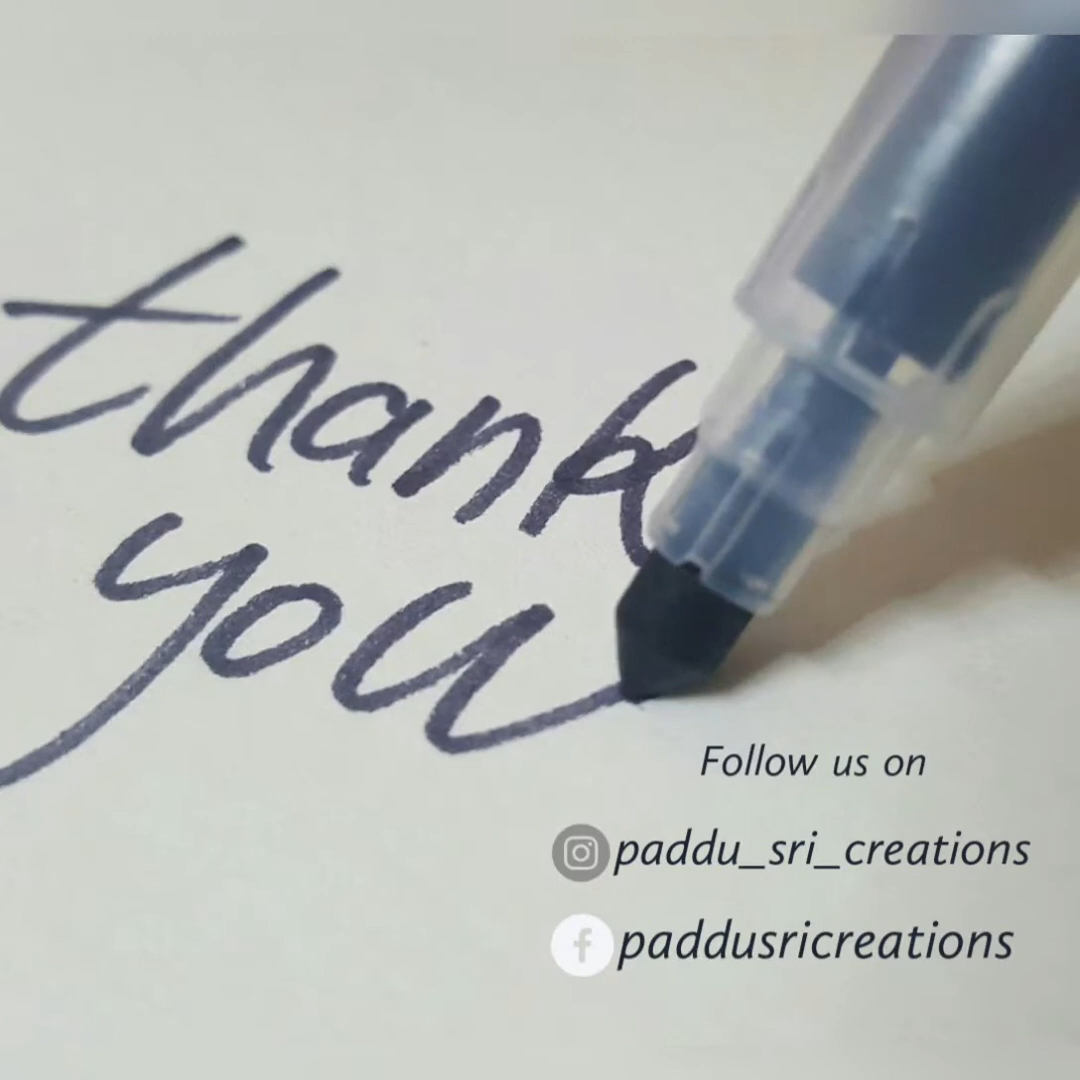 thank
you
Follow us on
paddu_sri_creations
paddusricreations